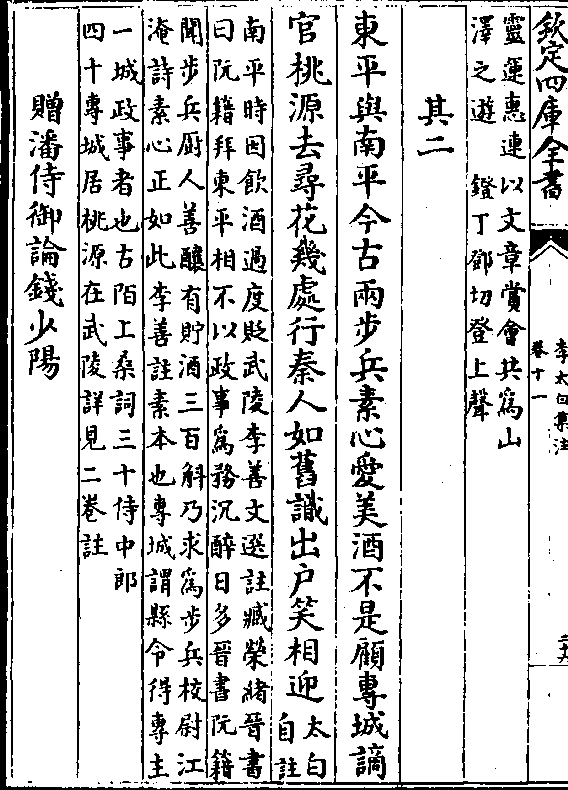 欽定四庫全書
李太白集注
卷十一
二六
靈運惠連以文章賞會共為山
澤之遊　鐙丁鄧切登上聲
其二
東平與南平今古兩步兵素心愛美酒不是顧專城謫
官桃源去尋花幾處行秦人如舊識出戶笑相迎
太白
自註
南平時因飲酒過度貶武陵李善文選註臧榮緒晉書
曰阮籍拜東平相不以政事為務沉醉日多晉書阮籍
聞步兵厨人善釀有貯酒三百斛乃求為步兵校尉江
淹詩素心正如此李善註素本也專城謂縣令得專主
一城政事者也古陌上桑詞三十侍中郎
四十專城居桃源在武陵詳見二卷註
贈潘侍御論錢少陽